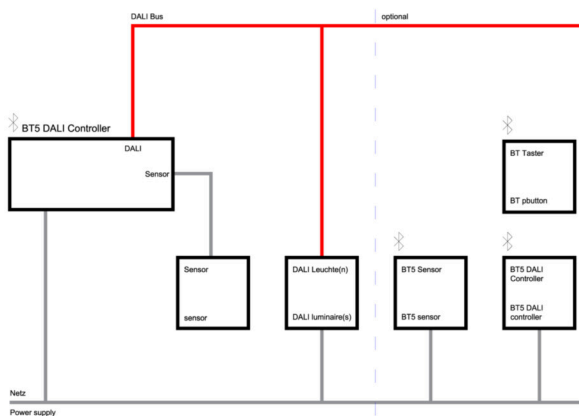 DALI Bus
optional
BT5 DALI Controller
DALI
Sensor
BT Taster
BT pbutton
Sensor
sensor
DALI Leuchte(n)
DALI luminaire(s)
BT5 Sensor
BT5 sensor
BT5 DALI
Controller
BT5 DALI
controller
Netz
Power supply